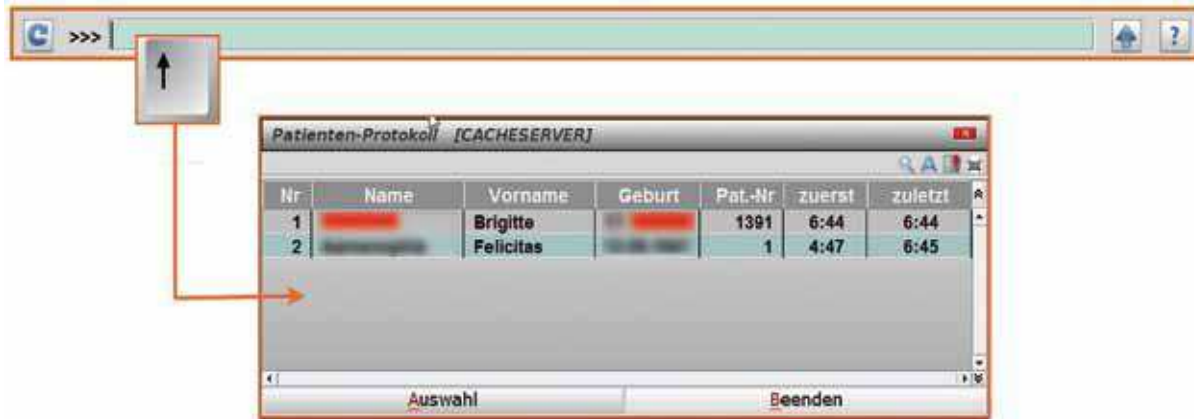 >>>
?
Patienten-Protokoll [CACHESERVER]
A
Nr Name Vorname Geburt Pat.-Nr zuerst zuletzt
1 Brigitte 1391 6:44 6:44
2 Felicitas 1 4:47 6:45
Auswahl Beenden